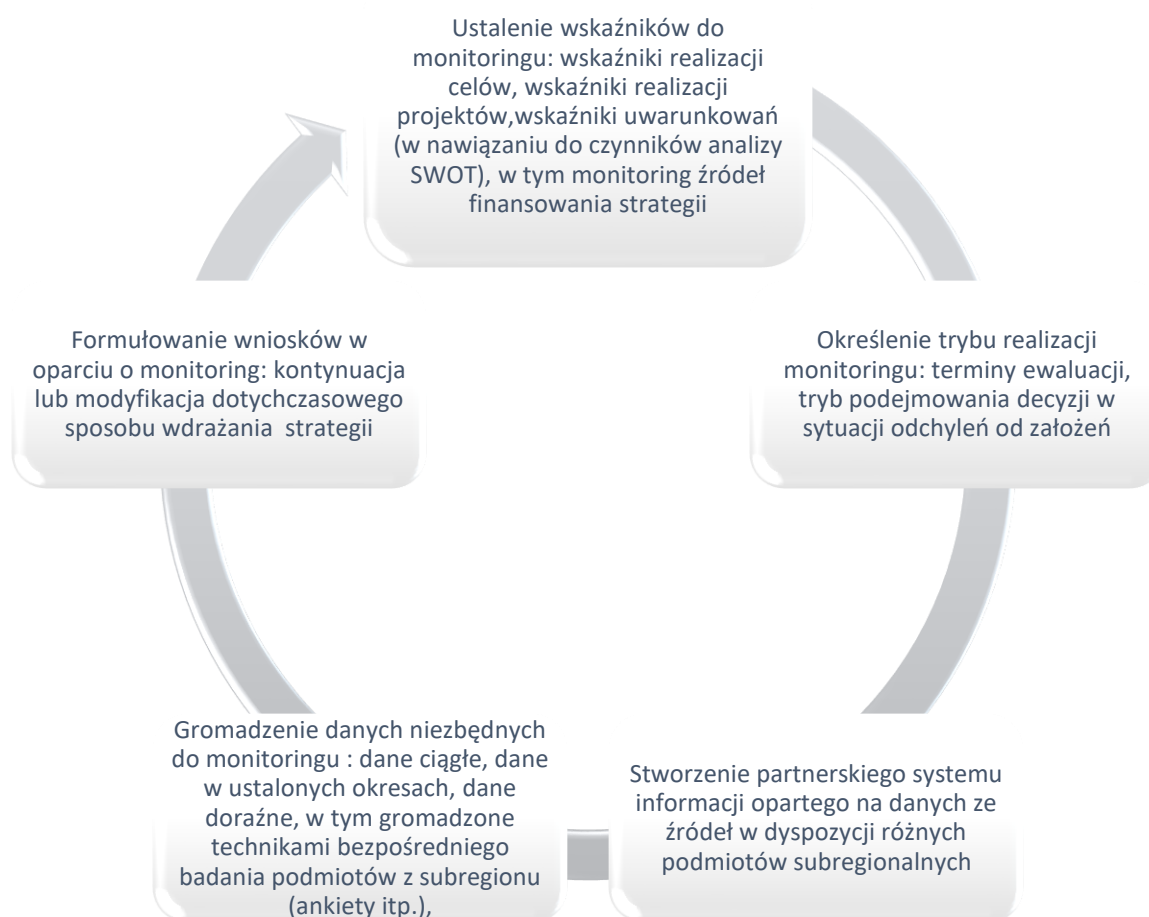 Ustalenie wskaźników do
monitoringu: wskaźniki realizacji
celów, wskaźniki realizacji
projektów,wskaźniki uwarunkowań
(w nawiązaniu do czynników analizy
SWOT), w tym monitoring źródeł
finansowania strategii
Określenie trybu realizacji
monitoringu: terminy ewaluacji,
tryb podejmowania decyzji w
sytuacji odchyleń od założeń
Stworzenie partnerskiego systemu
informacji opartego na danych ze
źródeł w dyspozycji różnych
podmiotów subregionalnych
Gromadzenie danych niezbędnych
do monitoringu : dane ciągłe, dane
w ustalonych okresach, dane
doraźne, w tym gromadzone
technikami bezpośredniego
badania podmiotów z subregionu
(ankiety itp.),
Formułowanie wniosków w
oparciu o monitoring: kontynuacja
lub modyfikacja dotychczasowego
sposobu wdrażania strategii